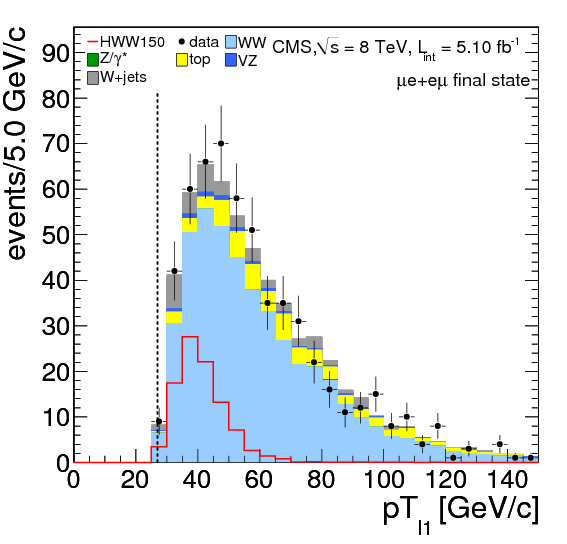 HWW150 data WW CMS,√s = 8 TeV, L_int = 5.10 fb⁻¹
Z/γ* top VZ
W+jets μe+eμ final state
events/5.0 GeV/c
90
80
70
60
50
40
30
20
10
0
0 20 40 60 80 100 120 140
pT_l1 [GeV/c]